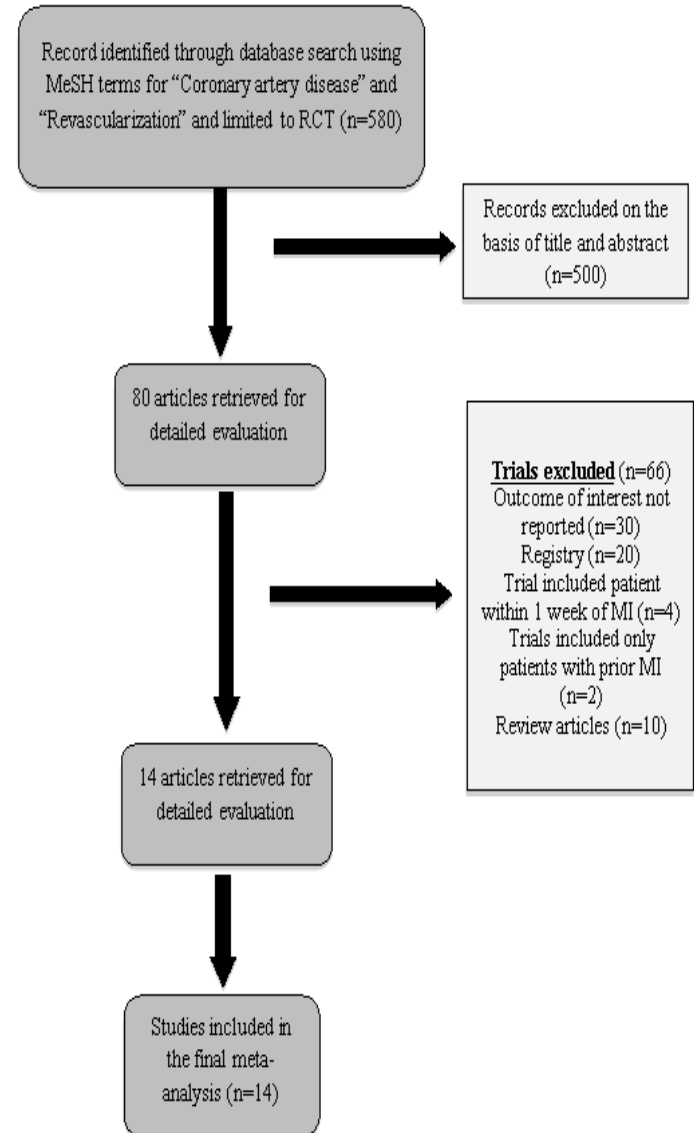 Record identified through database search using
MeSH terms for “Coronary artery disease” and
“Revascularization” and limited to RCT (n=580)
Records excluded on the
basis of title and abstract
(n=500)
80 articles retrieved for
detailed evaluation
Trials excluded (n=66)
Outcome of interest not
reported (n=30)
Registry (n=20)
Trial included patient
within 1 week of MI (n=4)
Trials included only
patients with prior MI
(n=2)
Review articles (n=10)
14 articles retrieved for
detailed evaluation
Studies included in
the final meta-
analysis (n=14)